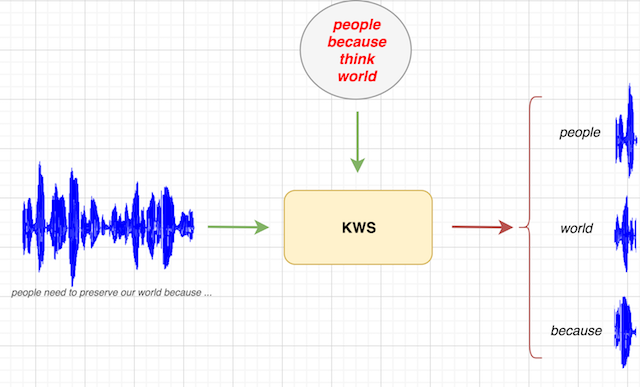 people
because
think
world
people
KWS
world
people need to preserve our world because ...
because